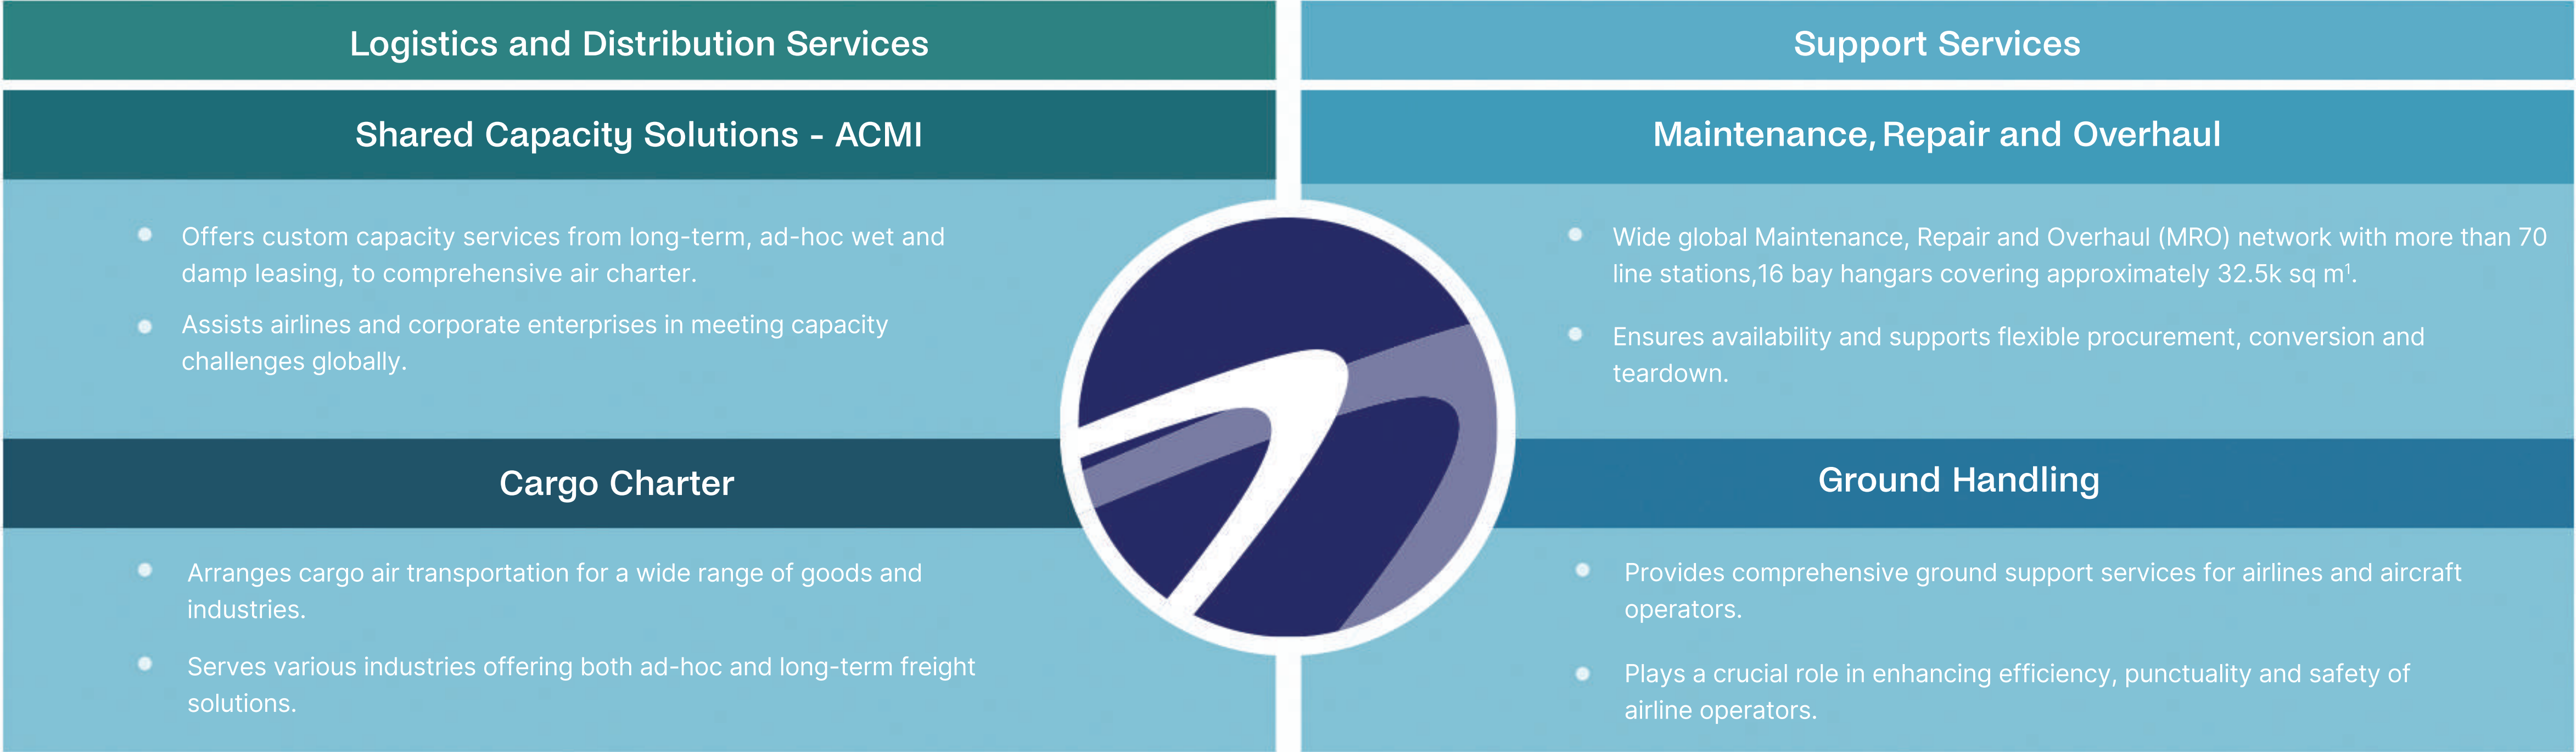 Logistics and Distribution Services
Shared Capacity Solutions - ACMI
Offers custom capacity services from long-term, ad-hoc wet and
damp leasing, to comprehensive air charter.
Assists airlines and corporate enterprises in meeting capacity
challenges globally.
Cargo Charter
Arranges cargo air transportation for a wide range of goods and
industries.
Serves various industries offering both ad-hoc and long-term freight
solutions.
Support Services
Maintenance, Repair and Overhaul
Wide global Maintenance, Repair and Overhaul (MRO) network with more than 70
line stations,16 bay hangars covering approximately 32.5k sq m¹.
Ensures availability and supports flexible procurement, conversion and
teardown.
Ground Handling
Provides comprehensive ground support services for airlines and aircraft
operators.
Plays a crucial role in enhancing efficiency, punctuality and safety of
airline operators.